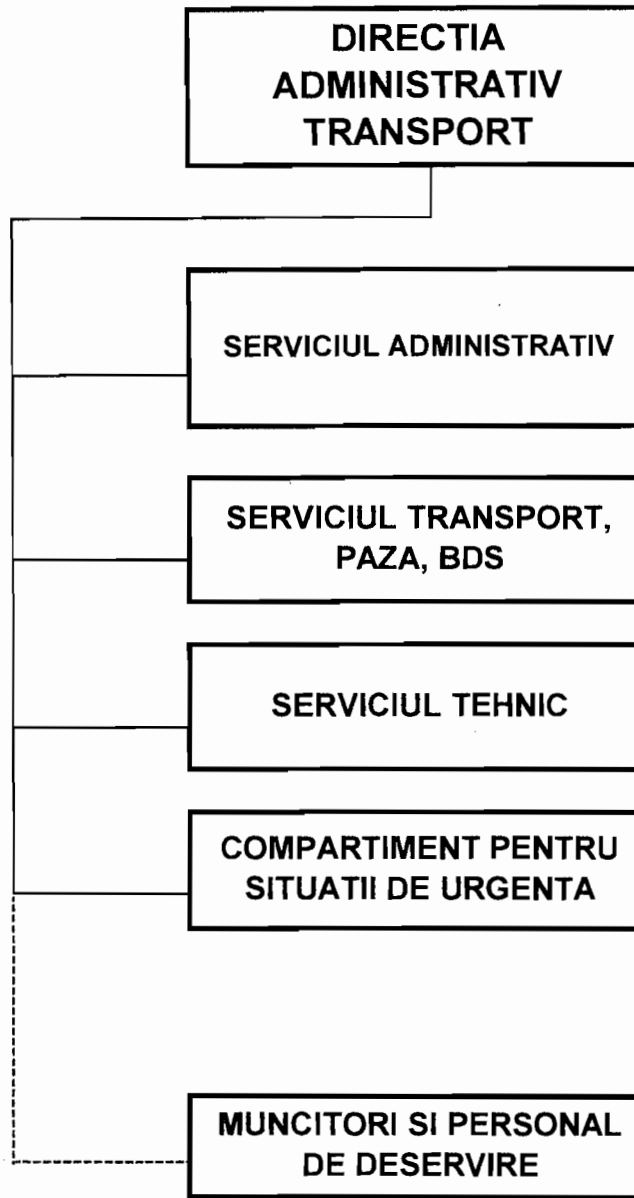 DIRECTIA
ADMINISTRATIV
TRANSPORT
SERVICIUL ADMINISTRATIV
SERVICIUL TRANSPORT,
PAZA, BDS
SERVICIUL TEHNIC
COMPARTIMENT PENTRU
SITUATII DE URGENTA
MUNCITORI SI PERSONAL
DE DESERVIRE